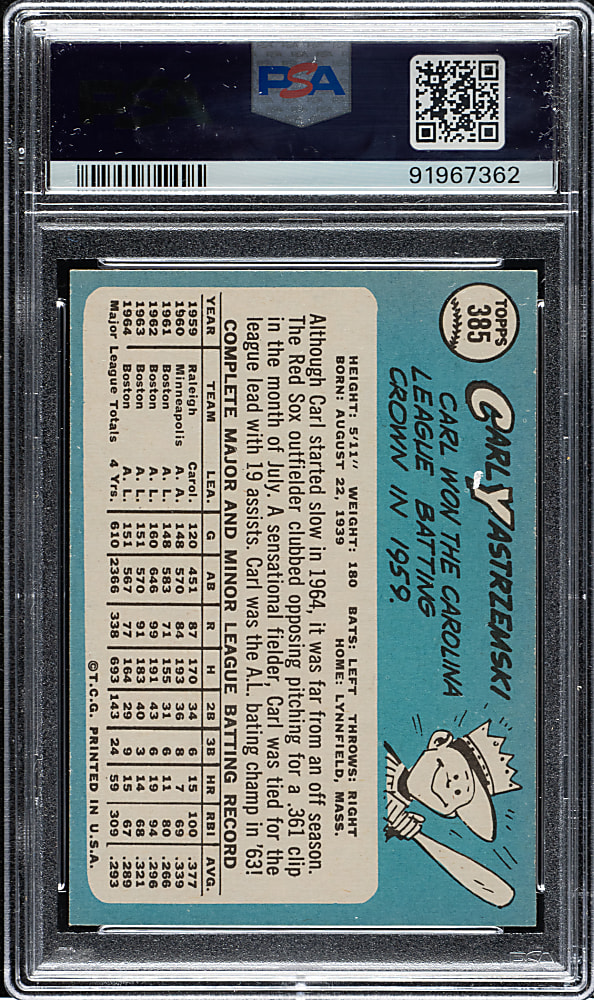 PSA
91967362
TOPPS
385
CARL YASTRZEMSKI
CARL WON THE CAROLINA
LEAGUE BATTING
CROWN IN 1959.
HEIGHT: 5'11" WEIGHT: 180 BATS: LEFT THROWS: RIGHT
BORN: AUGUST 22, 1939 HOME: LYNNFIELD, MASS.
Although Carl started slow in 1964, it was far from an off season.
The Red Sox outfielder clubbed opposing pitching for a .361 clip
in the month of July. A sensational fielder, Carl was tied for the
league lead with 19 assists. Carl was the A.L. bating champ in '63!
COMPLETE MAJOR AND MINOR LEAGUE BATTING RECORD
YEAR TEAM LEA. G AB R H 2B 3B HR RBI AVG.
1959 Raleigh Carol. 120 451 87 170 34 6 15 100 .377
1960 Minneapolis A. A. 148 570 84 193 36 8 7 69 .339
1961 Boston A. L. 148 583 71 155 31 6 11 80 .266
1962 Boston A. L. 160 646 99 191 43 6 19 94 .296
1963 Boston A. L. 151 570 91 183 40 3 14 68 .321
1964 Boston A. L. 151 567 77 164 29 9 15 67 .289
Major League Totals 4 Yrs. 610 2366 338 693 143 24 59 309 .293
©T.C.G. PRINTED IN U.S.A.
PSA